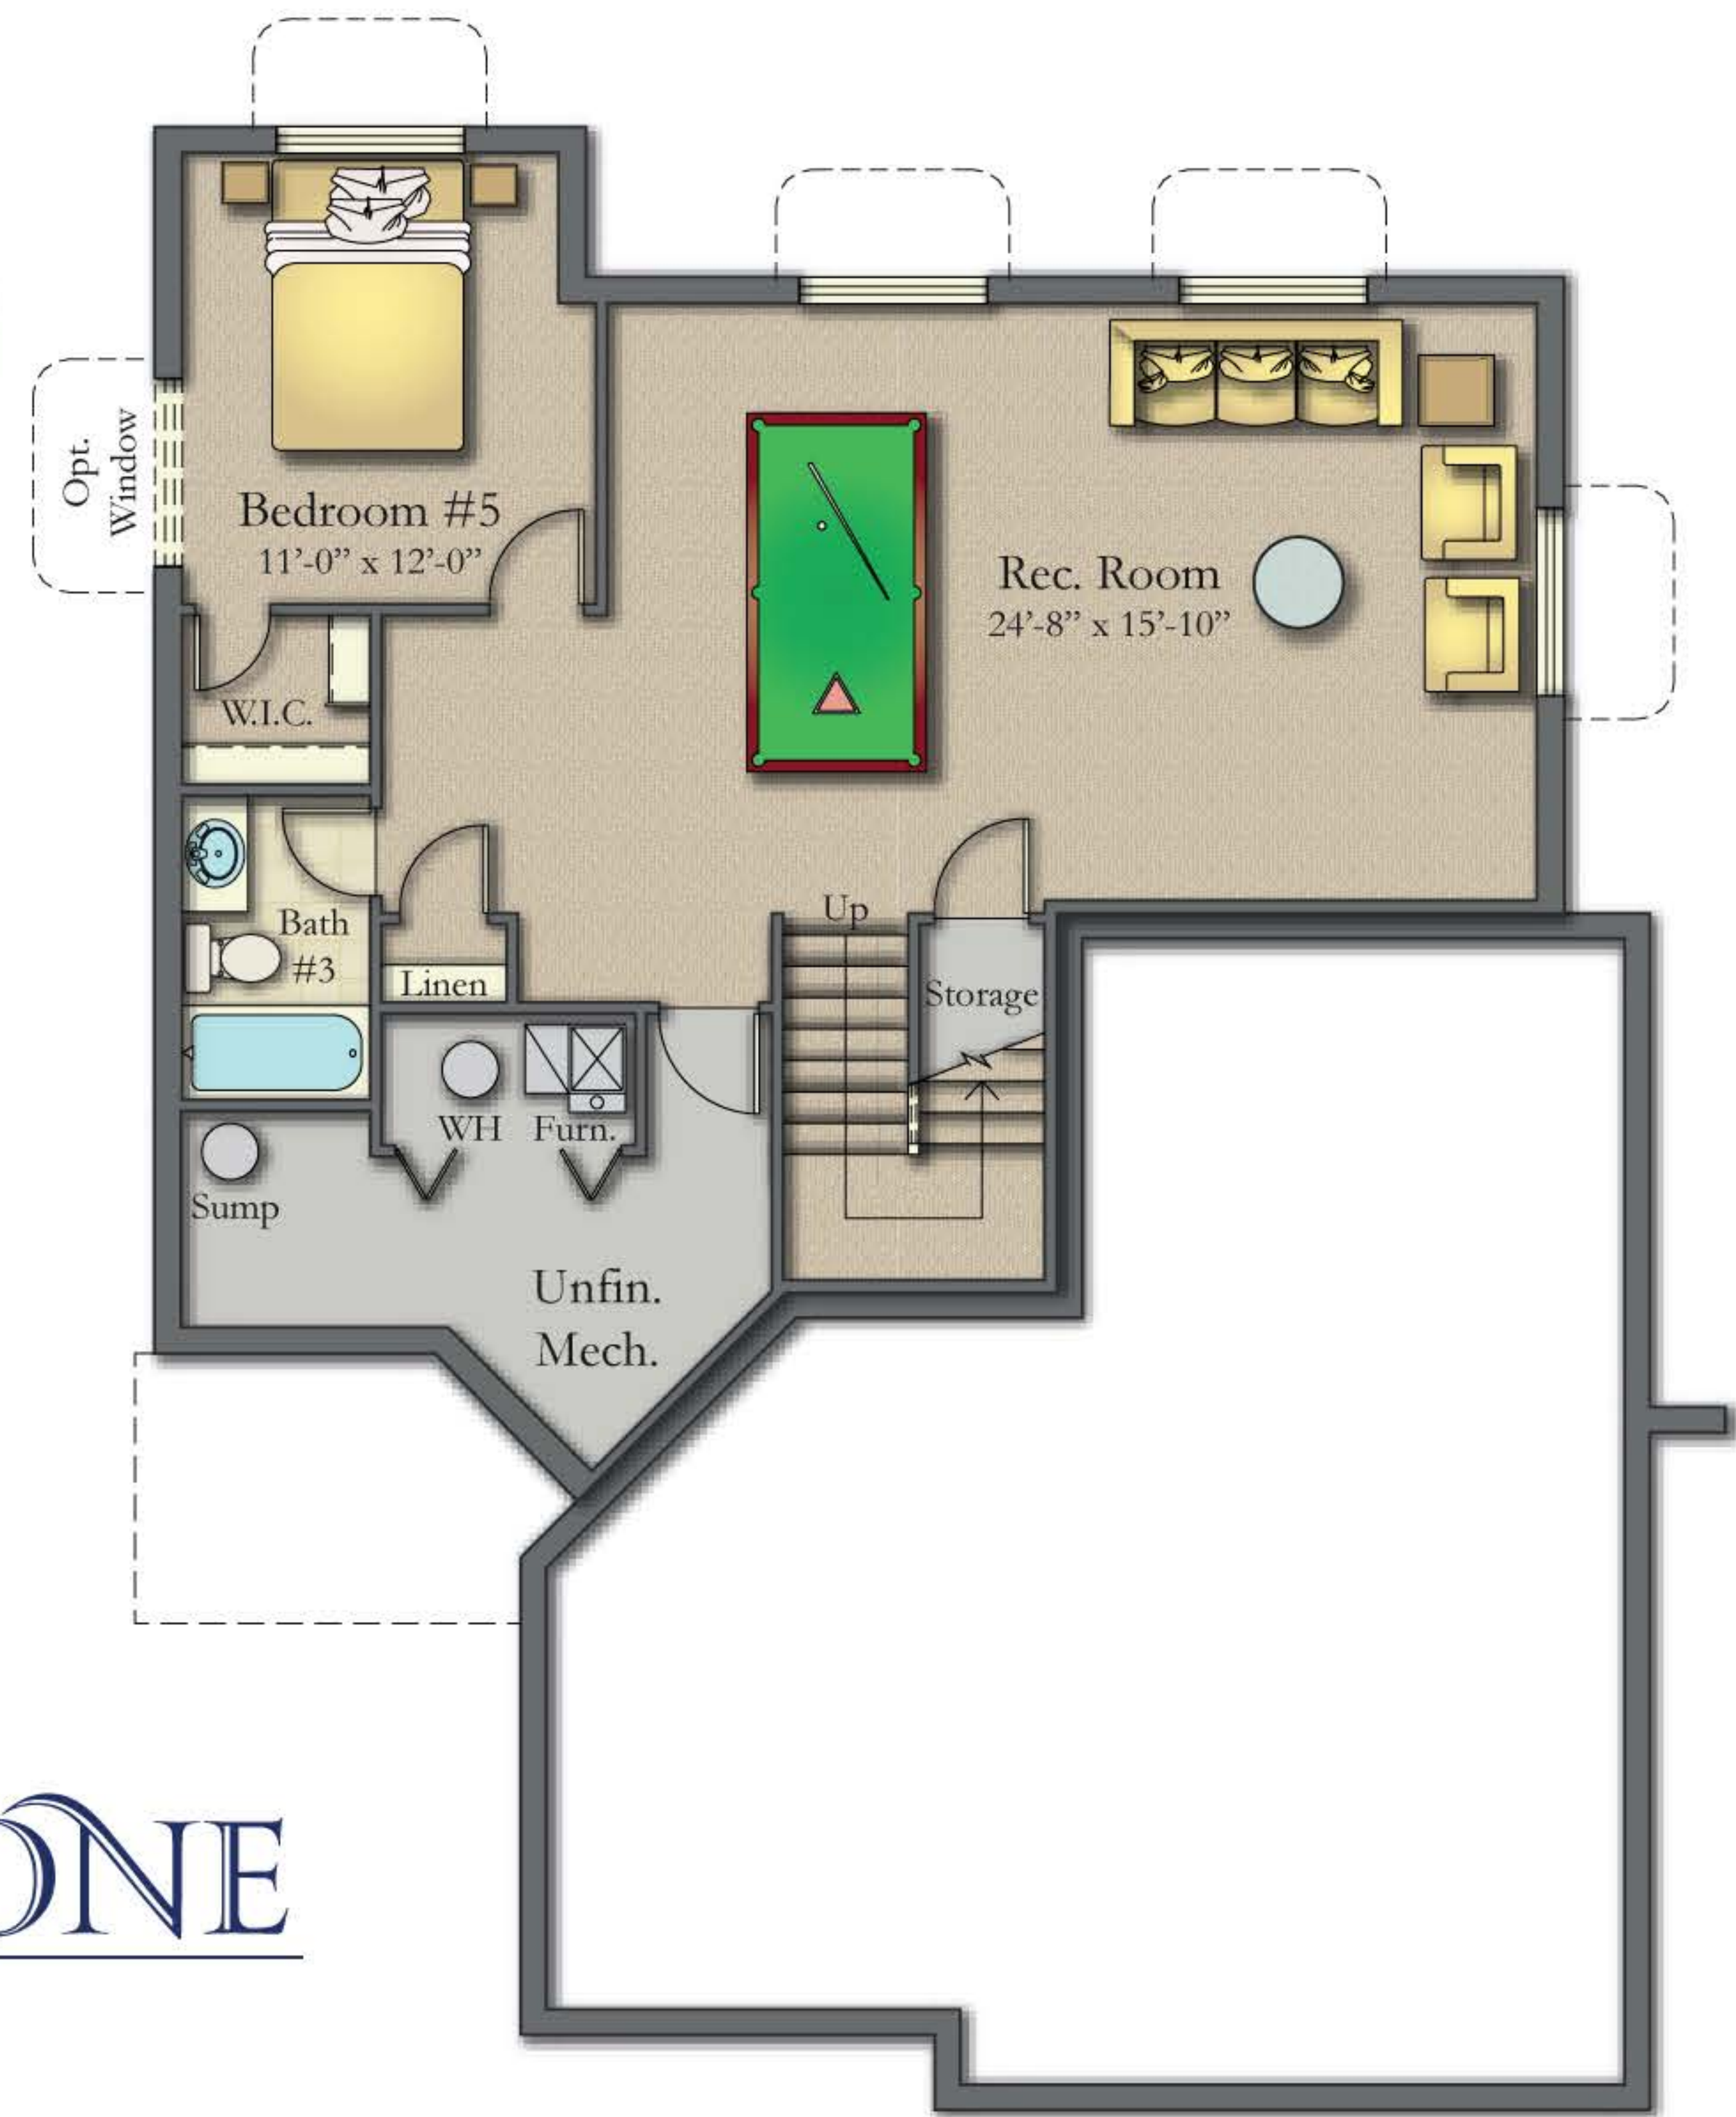 Opt.
Window
Bedroom #5
11’-0” x 12’-0”
Rec. Room
24’-8” x 15’-10”
W.I.C.
Up
Bath
#3
Linen
Storage
WH
Furn.
Sump
Unfin.
Mech.
ONE